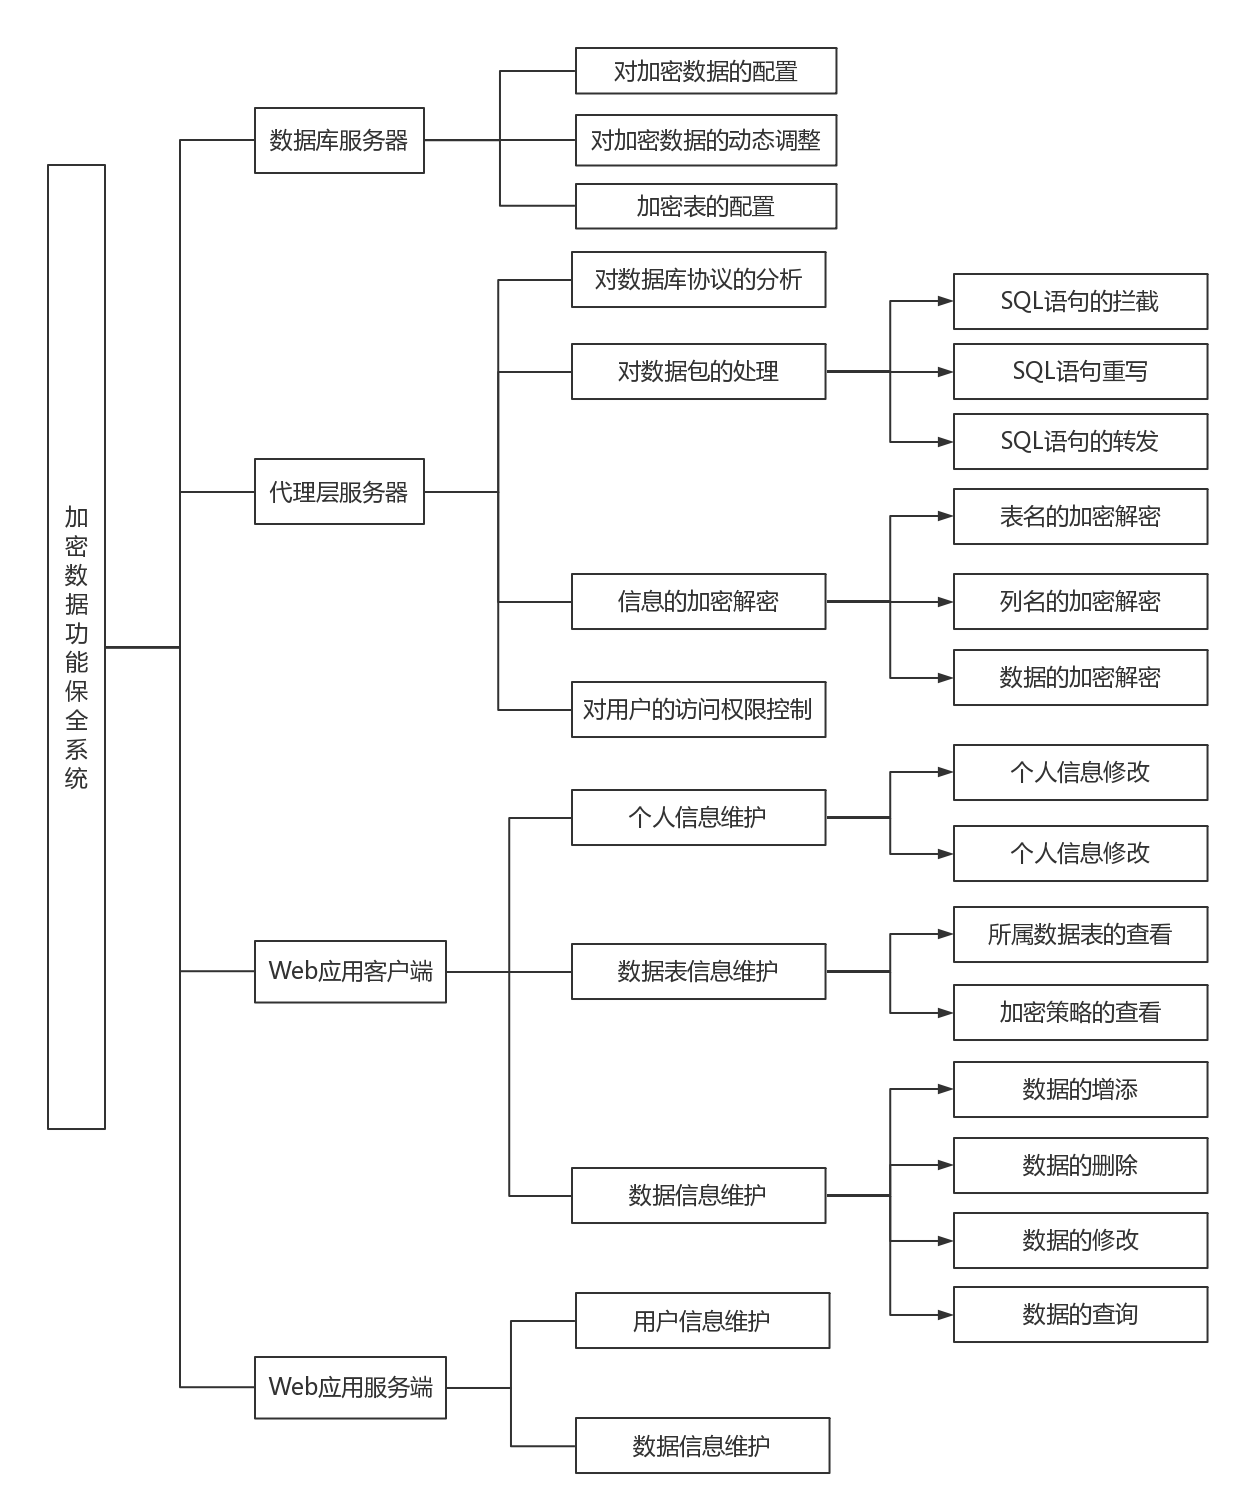 加密数据功能保全系统
数据库服务器
对加密数据的配置
对加密数据的动态调整
加密表的配置
代理层服务器
对数据库协议的分析
对数据包的处理
SQL语句的拦截
SQL语句重写
SQL语句的转发
信息的加密解密
表名的加密解密
列名的加密解密
数据的加密解密
对用户的访问权限控制
Web应用客户端
个人信息维护
个人信息修改
个人信息修改
数据表信息维护
所属数据表的查看
加密策略的查看
数据信息维护
数据的增添
数据的删除
数据的修改
数据的查询
Web应用服务端
用户信息维护
数据信息维护